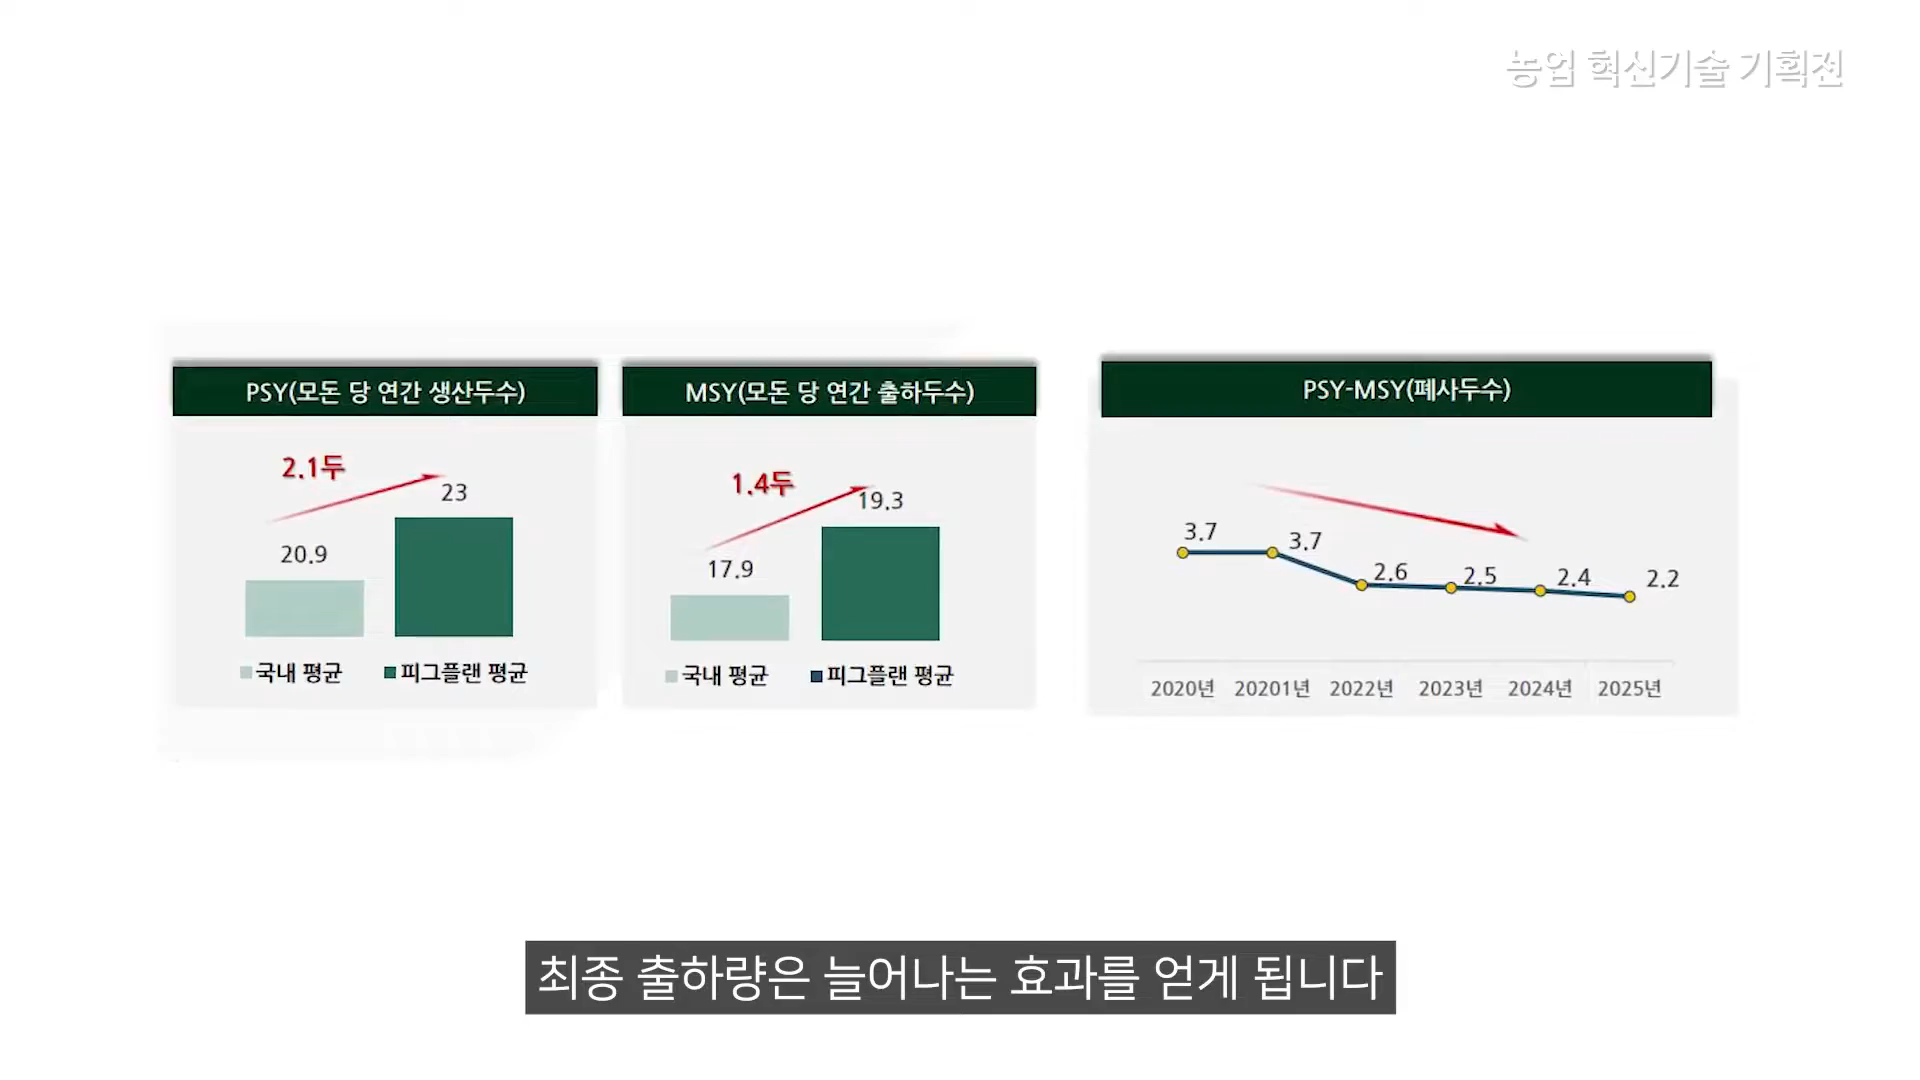 농업 혁신기술 기획전
PSY(모돈 당 연간 생산두수)
2.1두
23
20.9
국내 평균
피그플랜 평균
MSY(모돈 당 연간 출하두수)
1.4두
19.3
17.9
국내 평균
피그플랜 평균
PSY-MSY(폐사두수)
3.7
3.7
2.6
2.5
2.4
2.2
2020년 20201년 2022년 2023년 2024년 2025년
최종 출하량은 늘어나는 효과를 얻게 됩니다